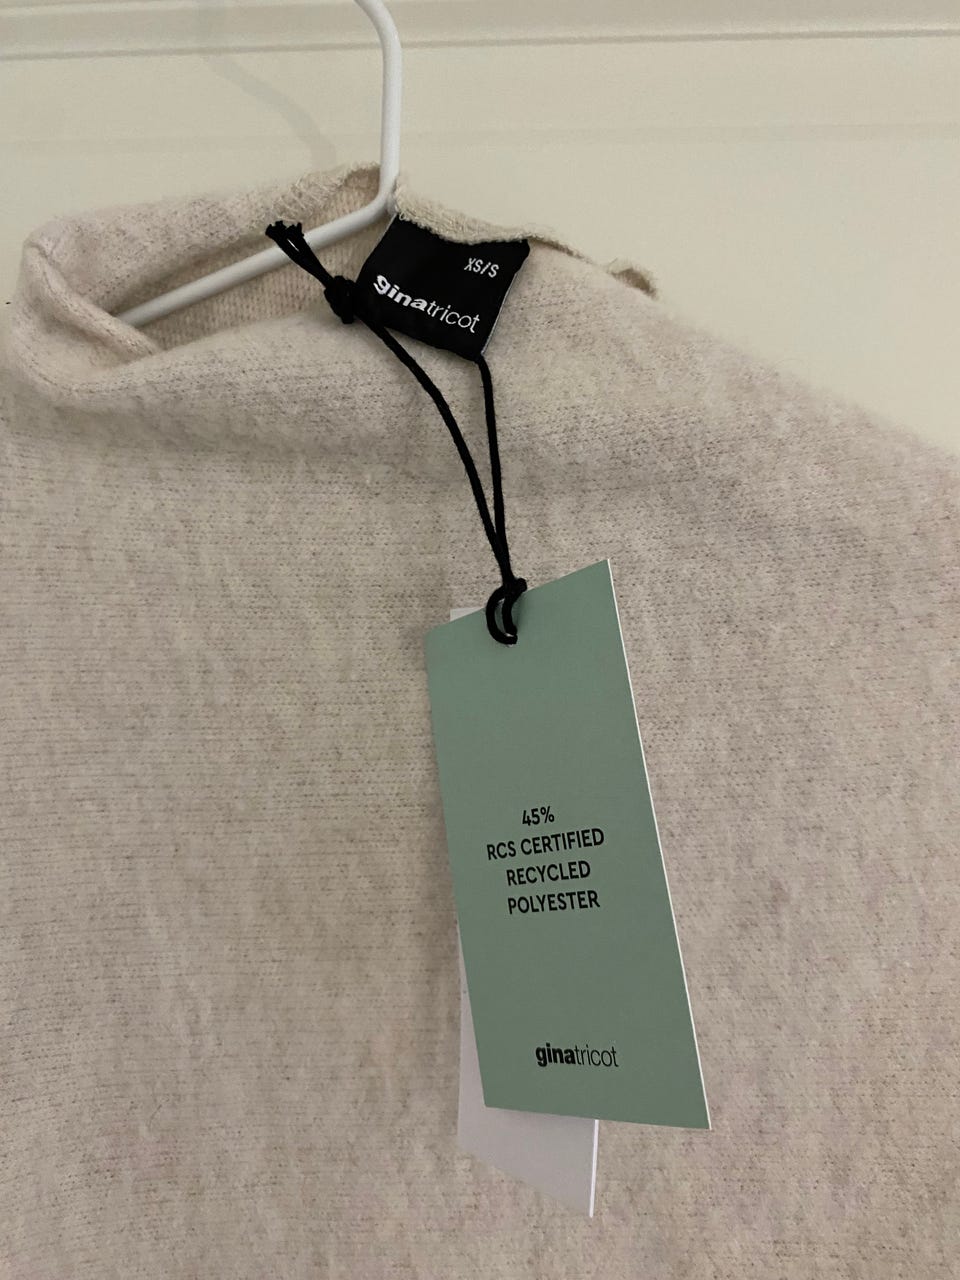 XS/S
ginatricot
45%
RCS CERTIFIED
RECYCLED
POLYESTER
ginatricot